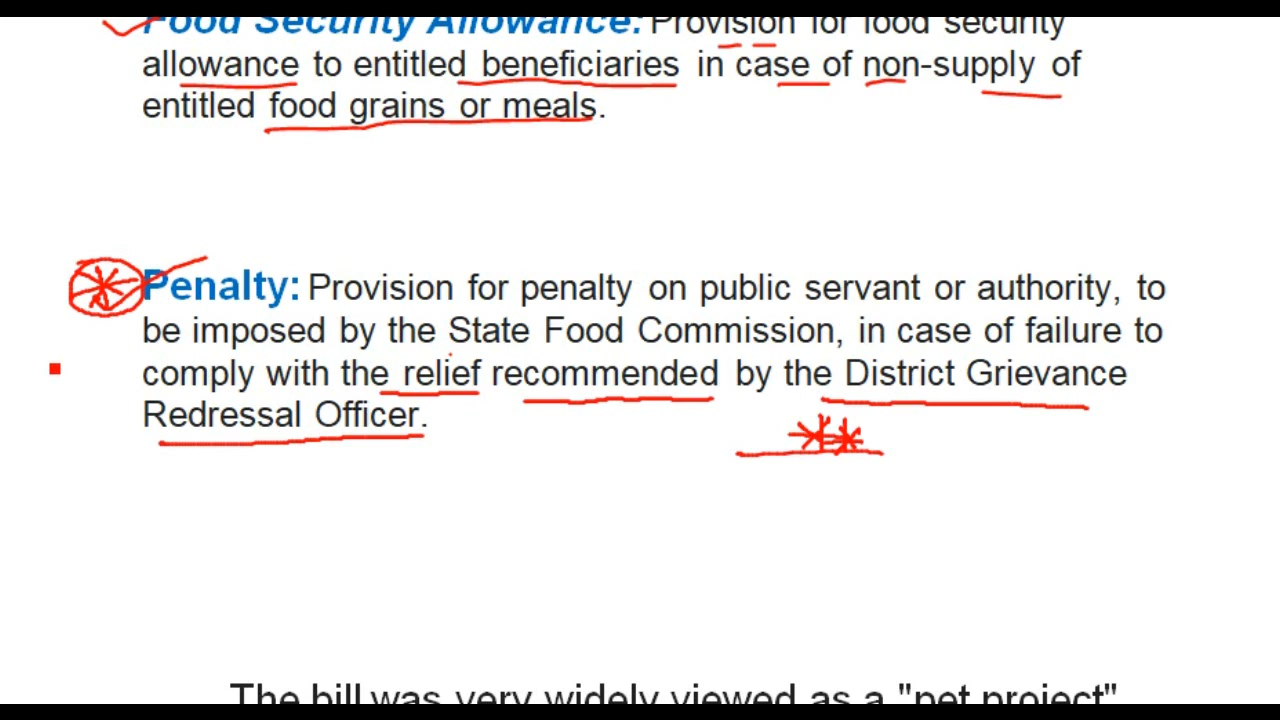 Food Security Allowance: Provision for food security
allowance to entitled beneficiaries in case of non-supply of
entitled food grains or meals.
Penalty: Provision for penalty on public servant or authority, to
be imposed by the State Food Commission, in case of failure to
comply with the relief recommended by the District Grievance
Redressal Officer.
The bill was very widely viewed as a "pet project"